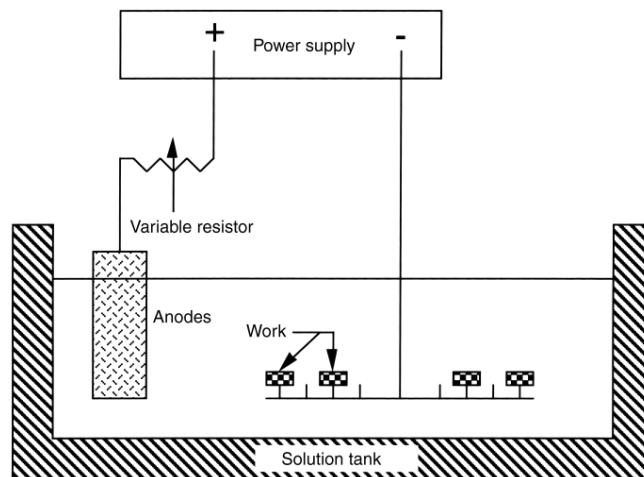 + -
Power supply
Variable resistor
Anodes
Work
Solution tank